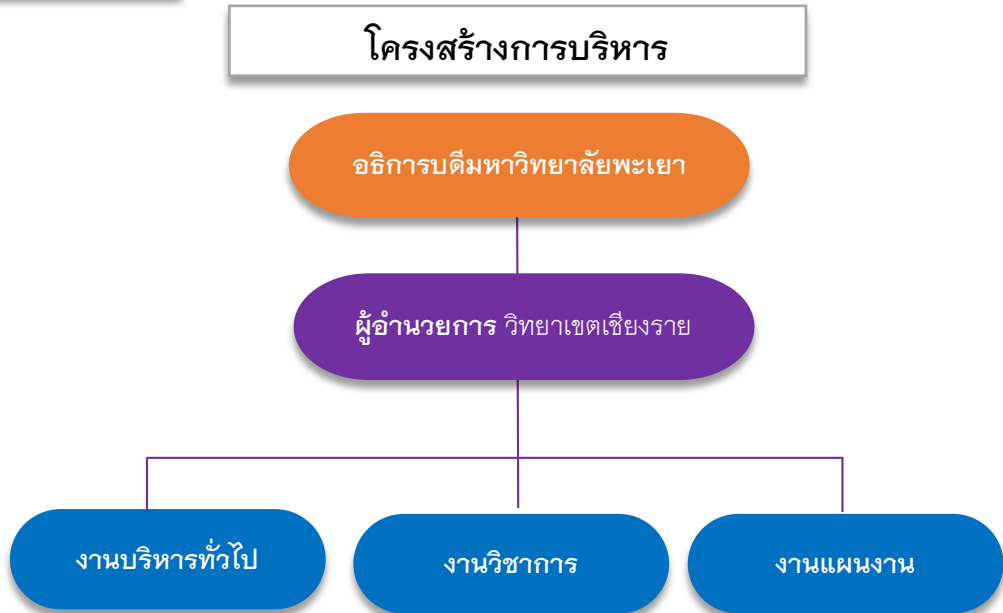 โครงสร้างการบริหาร
อธิการบดีมหาวิทยาลัยพะเยา
ผู้อำนวยการ วิทยาเขตเชียงราย
งานบริหารทั่วไป
งานวิชาการ
งานแผนงาน